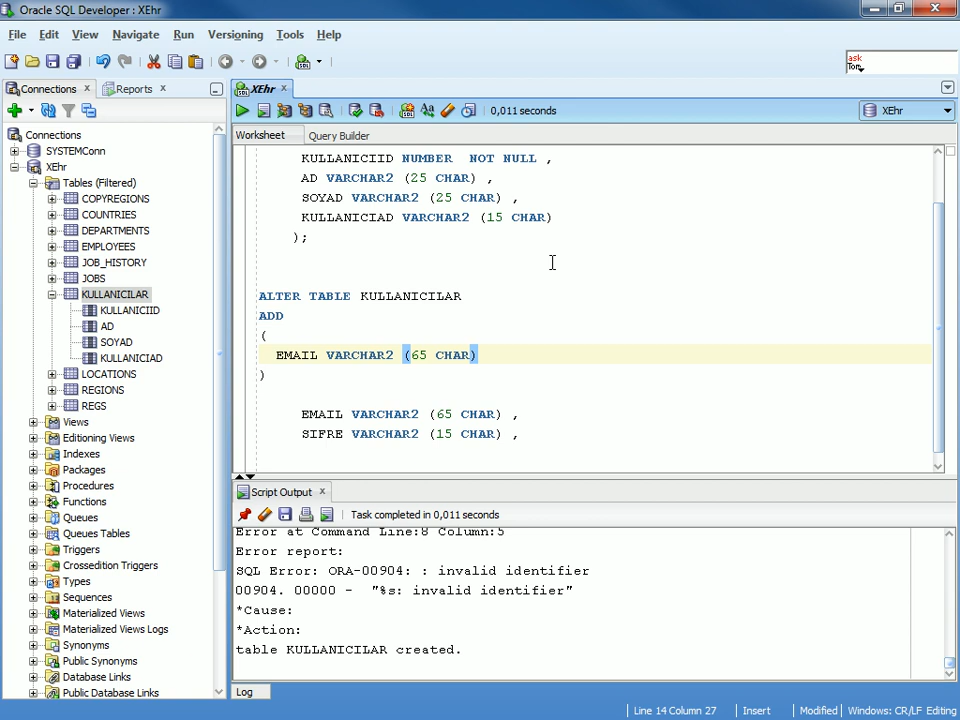 Oracle SQL Developer : XEhr
File Edit View Navigate Run Versioning Tools Help
ask
Tom
Connections
Reports
XEhr
0,011 seconds
XEhr
Worksheet
Query Builder
Connections
SYSTEMConn
XEhr
Tables (Filtered)
COPYREGIONS
COUNTRIES
DEPARTMENTS
EMPLOYEES
JOB_HISTORY
JOBS
KULLANICILAR
KULLANICIID
AD
SOYAD
KULLANICIAD
LOCATIONS
REGIONS
REGS
Views
Editioning Views
Indexes
Packages
Procedures
Functions
Queues
Queues Tables
Triggers
Crossedition Triggers
Types
Sequences
Materialized Views
Materialized Views Logs
Synonyms
Public Synonyms
Database Links
Public Database Links
KULLANICIID NUMBER  NOT NULL ,
AD VARCHAR2 (25 CHAR) ,
SOYAD VARCHAR2 (25 CHAR) ,
KULLANICIAD VARCHAR2 (15 CHAR)
);
ALTER TABLE KULLANICILAR
ADD
(
EMAIL VARCHAR2 (65 CHAR)
)
EMAIL VARCHAR2 (65 CHAR) ,
SIFRE VARCHAR2 (15 CHAR) ,
Script Output
Task completed in 0,011 seconds
Error at Command Line:8 Column:5
Error report:
SQL Error: ORA-00904: : invalid identifier
00904. 00000 -  "%s: invalid identifier"
*Cause:
*Action:
table KULLANICILAR created.
Log
Line 14 Column 27
Insert
Modified
Windows: CR/LF Editing